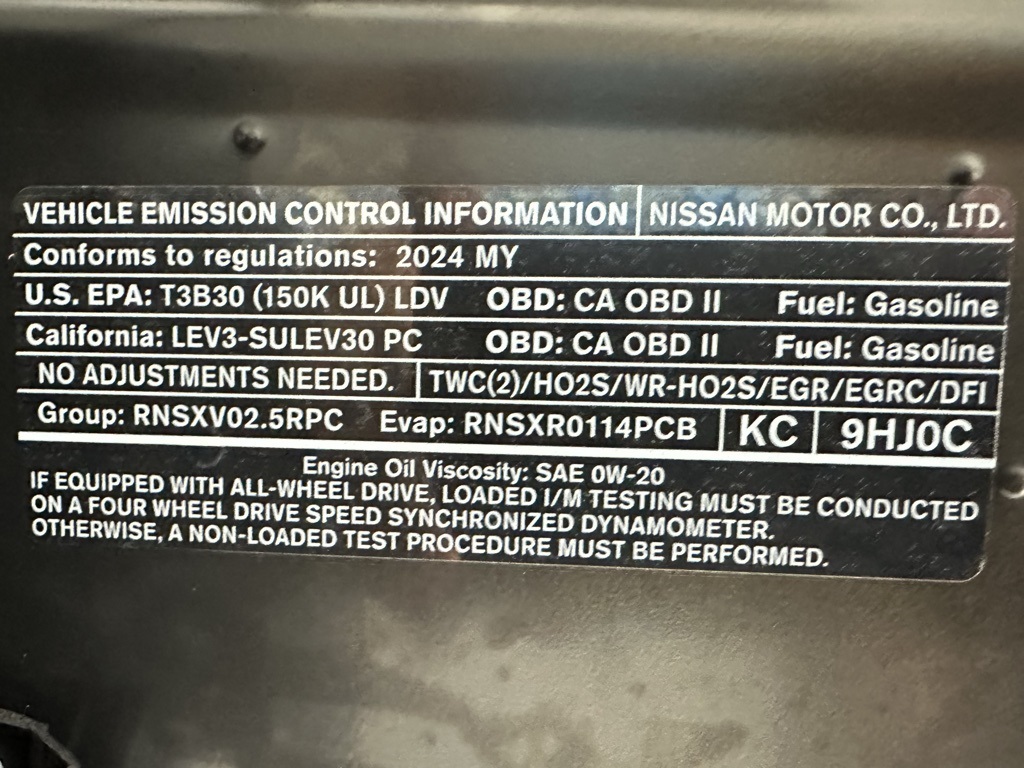 VEHICLE EMISSION CONTROL INFORMATION NISSAN MOTOR CO., LTD.
Conforms to regulations: 2024 MY
U.S. EPA: T3B30 (150K UL) LDV OBD: CA OBD II Fuel: Gasoline
California: LEV3-SULEV30 PC OBD: CA OBD II Fuel: Gasoline
NO ADJUSTMENTS NEEDED. TWC(2)/HO2S/WR-HO2S/EGR/EGRC/DFI
Group: RNSXV02.5RPC Evap: RNSXR0114PCB KC 9HJ0C
Engine Oil Viscosity: SAE 0W-20
IF EQUIPPED WITH ALL-WHEEL DRIVE, LOADED I/M TESTING MUST BE CONDUCTED
ON A FOUR WHEEL DRIVE SPEED SYNCHRONIZED DYNAMOMETER.
OTHERWISE, A NON-LOADED TEST PROCEDURE MUST BE PERFORMED.